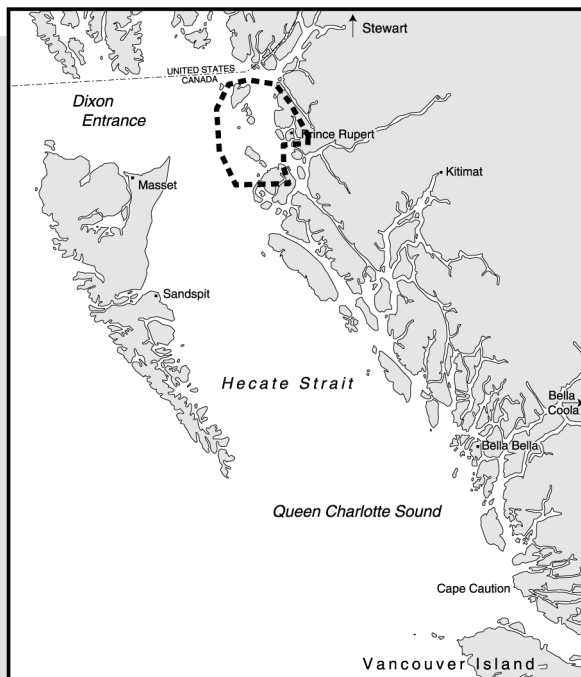 Stewart
UNITED STATES
CANADA
Dixon
Entrance
Prince Rupert
Masset
Kitimat
Sandspit
Hecate Strait
Bella
Coola
Bella Bella
Queen Charlotte Sound
Cape Caution
Vancouver Island